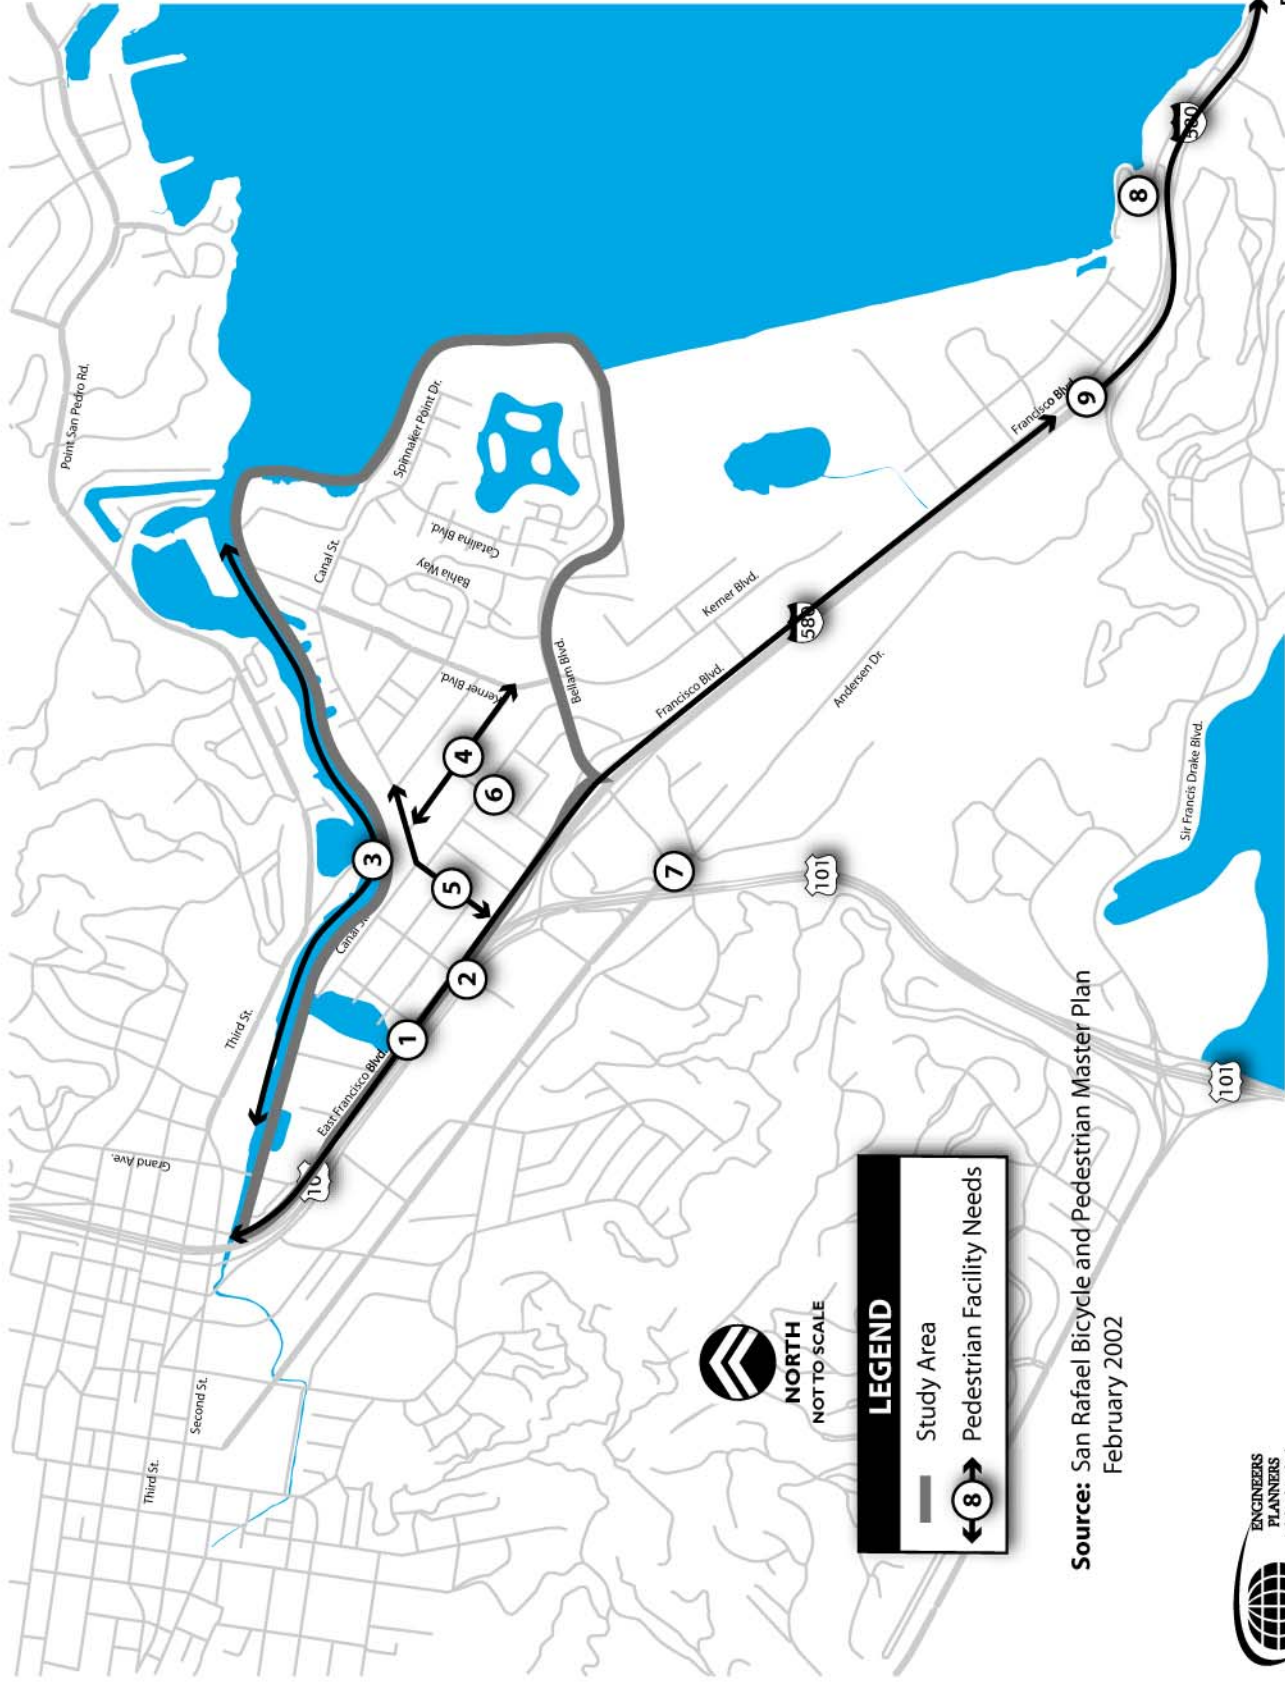 Point San Pedro Rd.
Spinnaker Point Dr.
Canal St.
Catalina Blvd.
Bahia Way
Kerner Blvd.
Kerner Blvd.
Bellam Blvd.
Francisco Blvd.
Francisco Blvd.
Andersen Dr.
Sir Francis Drake Blvd.
Third St.
Canal St.
East Francisco Blvd.
Grand Ave.
Second St.
Third St.
1
2
3
4
5
6
7
8
9
580
580
101
101
NORTH
NOT TO SCALE
LEGEND
Study Area
8 Pedestrian Facility Needs
Source: San Rafael Bicycle and Pedestrian Master Plan
February 2002
ENGINEERS
PLANNERS